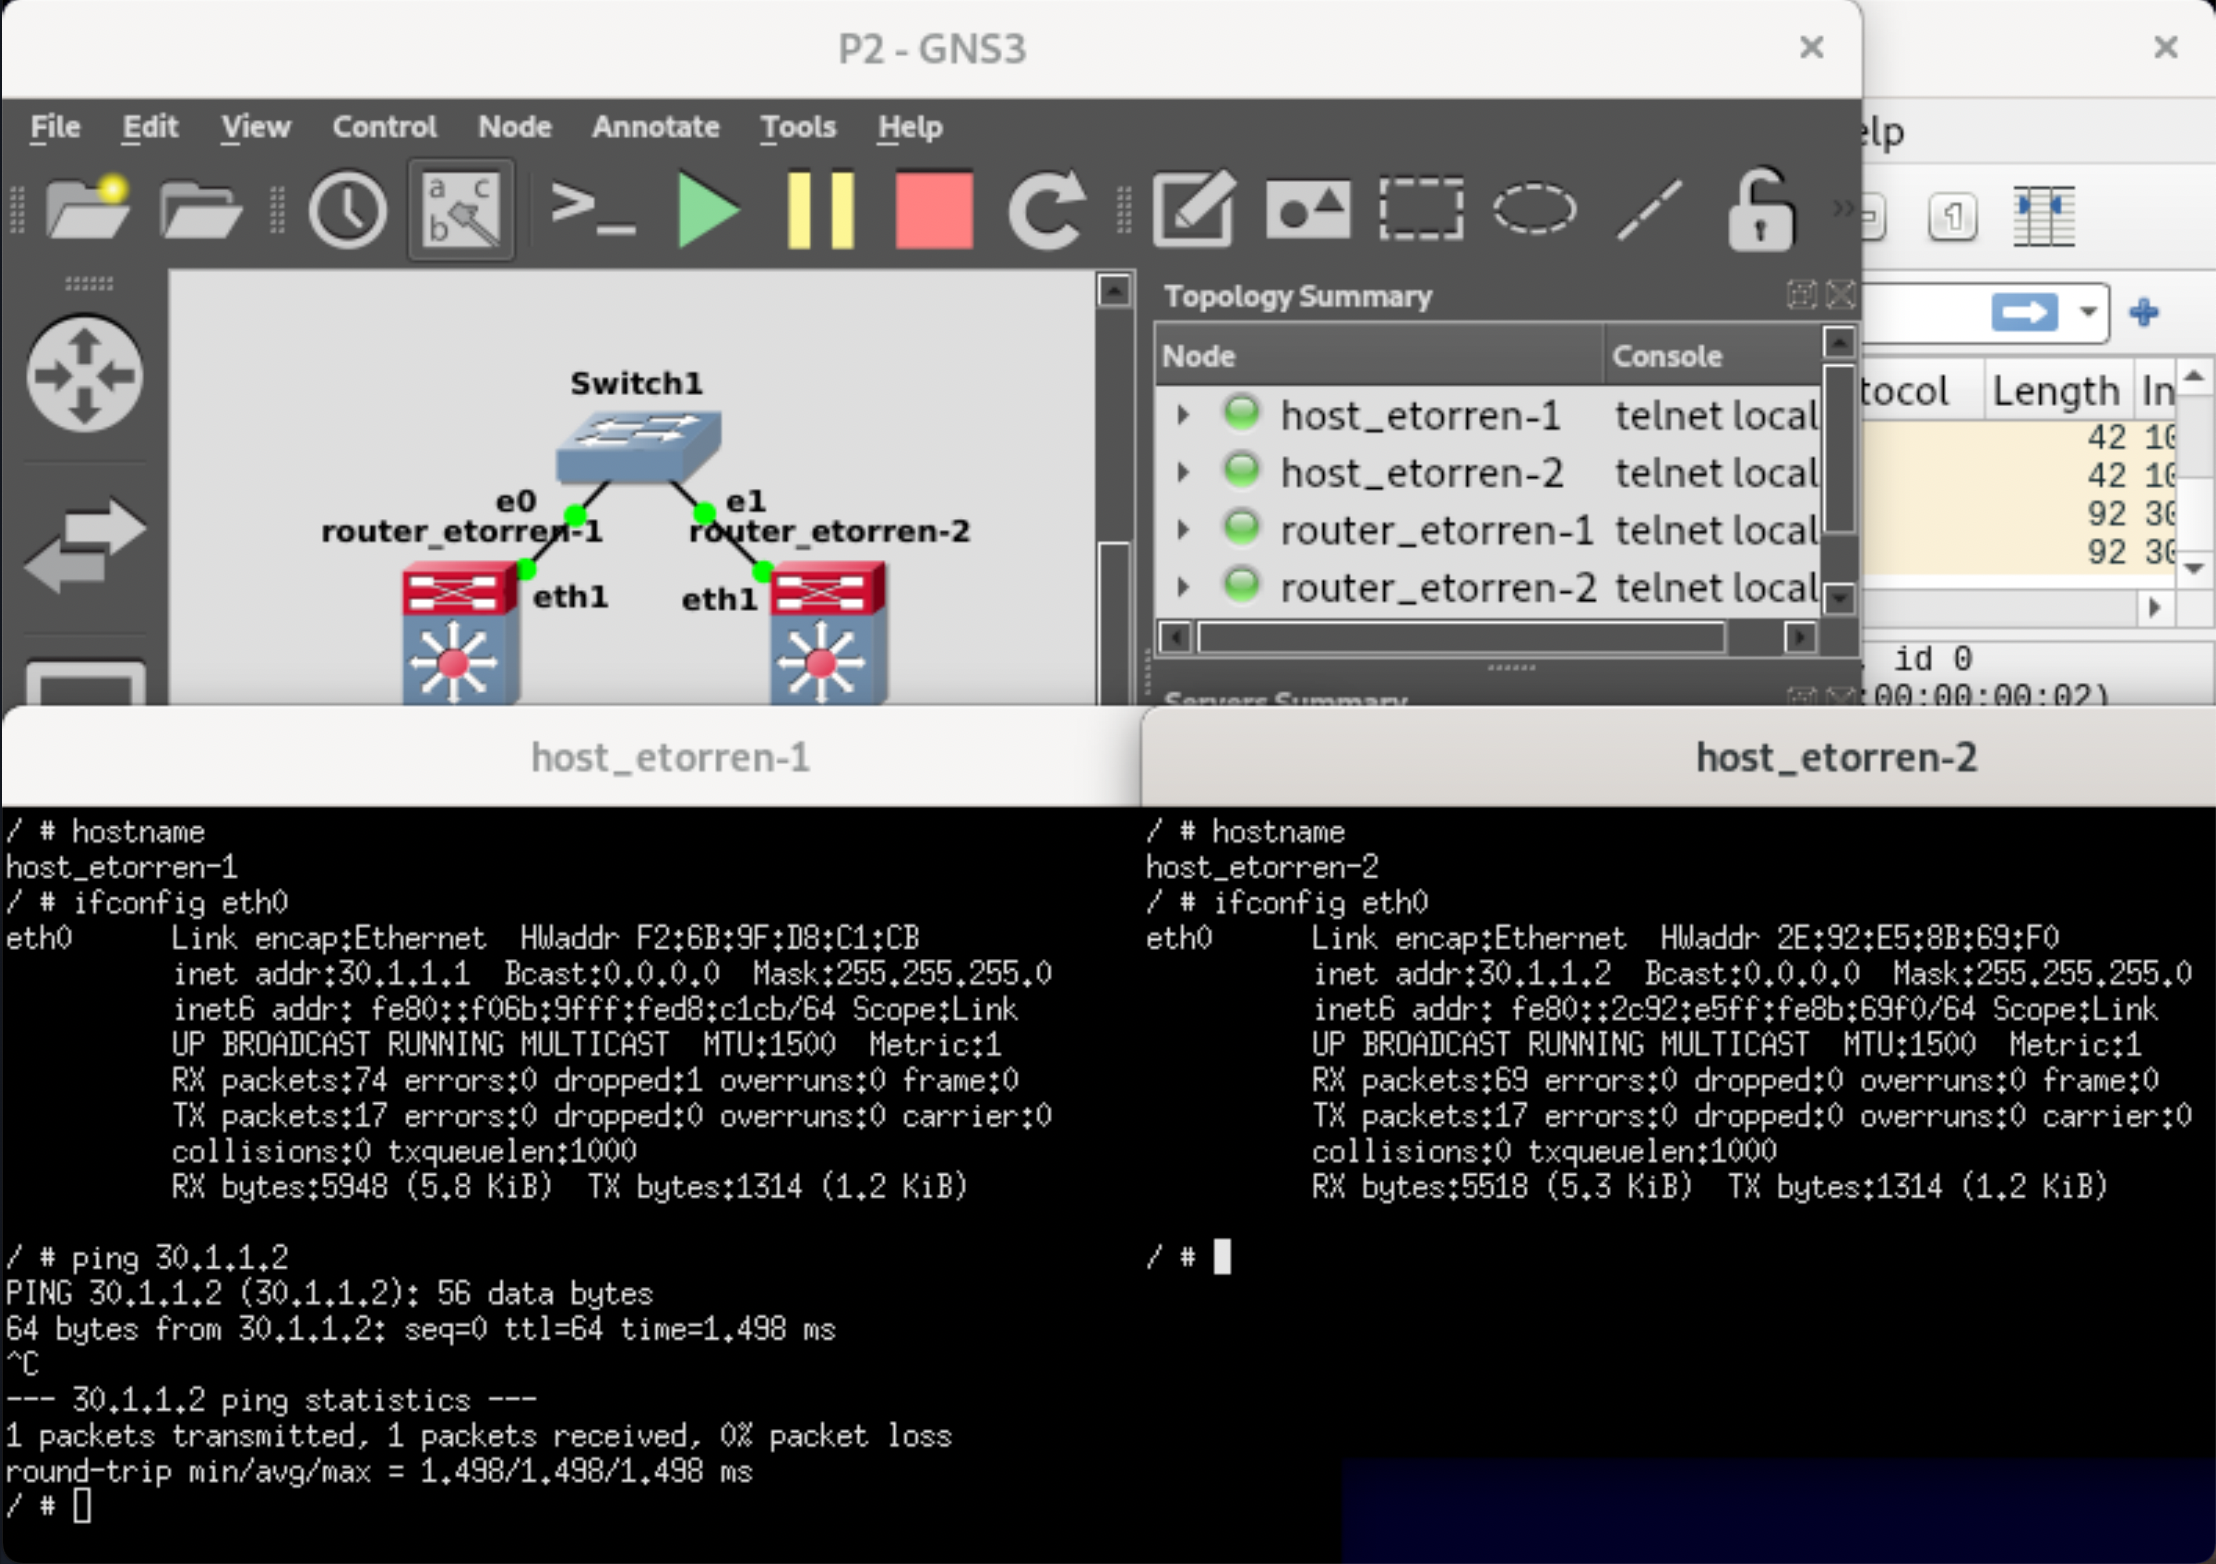 P2 - GNS3
File Edit View Control Node Annotate Tools Help
elp
a c
b
Topology Summary
Node Console
host_etorren-1 telnet local
host_etorren-2 telnet local
router_etorren-1 telnet local
router_etorren-2 telnet local
Switch1
e0 e1
router_etorren-1 router_etorren-2
eth1 eth1
Servers Summary
tocol Length In
42 10
42 10
92 30
92 30
id 0
:00:00:00:02)
host_etorren-1
/ # hostname
host_etorren-1
/ # ifconfig eth0
eth0 Link encap:Ethernet HWaddr F2:6B:9F:D8:C1:CB
inet addr:30.1.1.1 Bcast:0.0.0.0 Mask:255.255.255.0
inet6 addr: fe80::f06b:9fff:fed8:c1cb/64 Scope:Link
UP BROADCAST RUNNING MULTICAST MTU:1500 Metric:1
RX packets:74 errors:0 dropped:1 overruns:0 frame:0
TX packets:17 errors:0 dropped:0 overruns:0 carrier:0
collisions:0 txqueuelen:1000
RX bytes:5948 (5.8 KiB) TX bytes:1314 (1.2 KiB)
/ # ping 30.1.1.2
PING 30.1.1.2 (30.1.1.2): 56 data bytes
64 bytes from 30.1.1.2: seq=0 ttl=64 time=1.498 ms
^C
--- 30.1.1.2 ping statistics ---
1 packets transmitted, 1 packets received, 0% packet loss
round-trip min/avg/max = 1.498/1.498/1.498 ms
/ #
host_etorren-2
/ # hostname
host_etorren-2
/ # ifconfig eth0
eth0 Link encap:Ethernet HWaddr 2E:92:E5:8B:69:F0
inet addr:30.1.1.2 Bcast:0.0.0.0 Mask:255.255.255.0
inet6 addr: fe80::2c92:e5ff:fe8b:69f0/64 Scope:Link
UP BROADCAST RUNNING MULTICAST MTU:1500 Metric:1
RX packets:69 errors:0 dropped:0 overruns:0 frame:0
TX packets:17 errors:0 dropped:0 overruns:0 carrier:0
collisions:0 txqueuelen:1000
RX bytes:5518 (5.3 KiB) TX bytes:1314 (1.2 KiB)
/ #